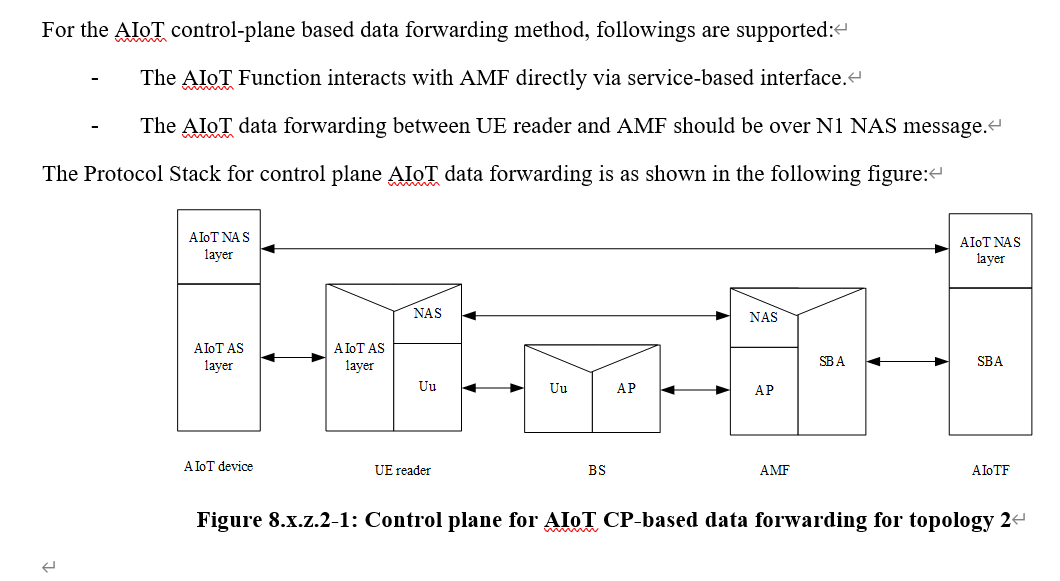 For the AIoT control-plane based data forwarding method, followings are supported:↵
- The AIoT Function interacts with AMF directly via service-based interface.↵
- The AIoT data forwarding between UE reader and AMF should be over N1 NAS message.↵
The Protocol Stack for control plane AIoT data forwarding is as shown in the following figure:↵
AIoT NAS
layer
AIoT NAS
layer
NAS
NAS
AIoT AS
layer
AIoT AS
layer
SBA
SBA
Uu
Uu
AP
AP
AIoT device
UE reader
BS
AMF
AIoTF
Figure 8.x.z.2-1: Control plane for AIoT CP-based data forwarding for topology 2↵
↵